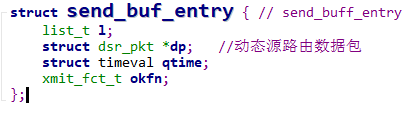 struct send_buf_entry { // send_buff_entry
list_t l;
struct dsr_pkt *dp; //动态源路由数据包
struct timeval qtime;
xmit_fct_t okfn;
};